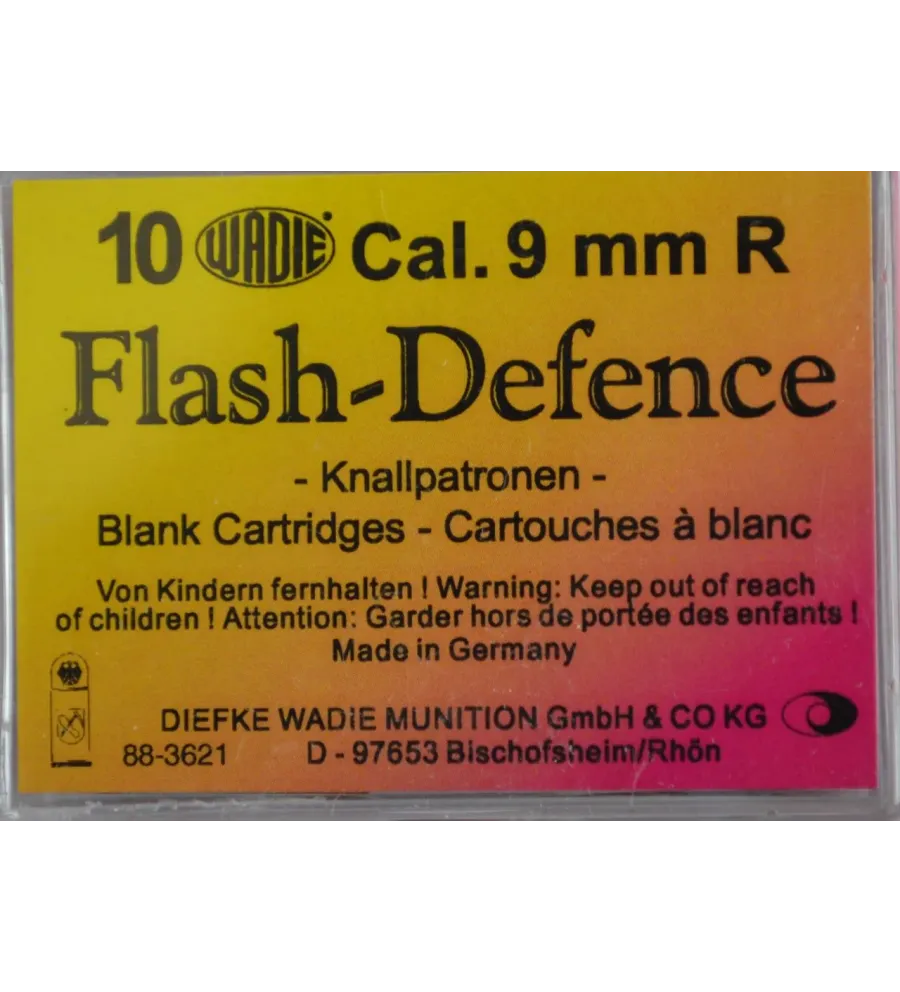 10 WADIE® Cal. 9 mm R
Flash-Defence
- Knallpatronen -
Blank Cartridges - Cartouches à blanc
Von Kindern fernhalten ! Warning: Keep out of reach
of children ! Attention: Garder hors de portée des enfants !
Made in Germany
DIEFKE WADIE MUNITION GmbH & CO KG
88-3621 D - 97653 Bischofsheim/Rhön